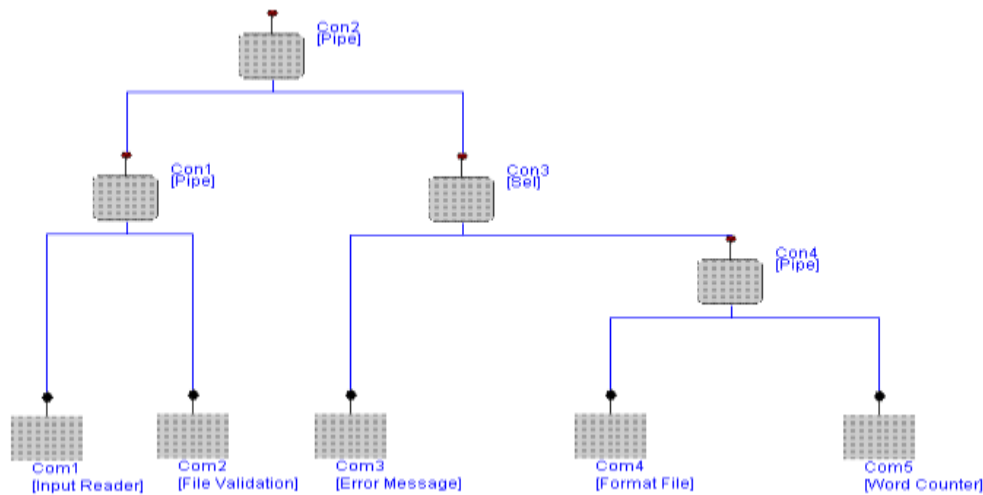 Con2
[Pipe]
Con1
[Pipe]
Con3
[Sel]
Con4
[Pipe]
Com1
[Input Reader]
Com2
[File Validation]
Com3
[Error Message]
Com4
[Format File]
Com5
[Word Counter]